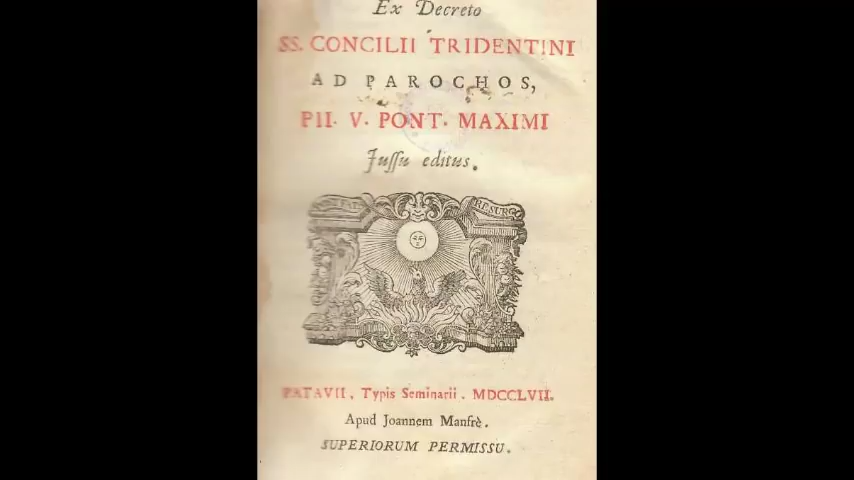 Ex Decreto
SS. CONCILII TRIDENTINI
AD PAROCHOS,
PII. V. PONT. MAXIMI
Jussu editus.
RESURGO
PATAVII, Typis Seminarii. MDCCLVII.
Apud Joannem Manfrè.
SUPERIORUM PERMISSU.